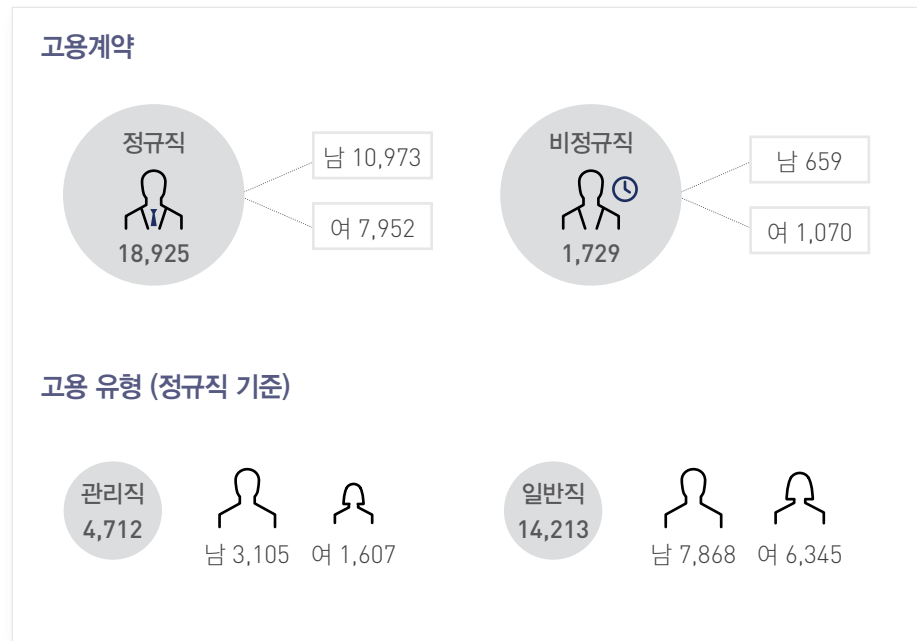 고용계약
정규직
18,925
남 10,973
여 7,952
비정규직
1,729
남 659
여 1,070
고용 유형 (정규직 기준)
관리직
4,712
남 3,105 여 1,607
일반직
14,213
남 7,868 여 6,345